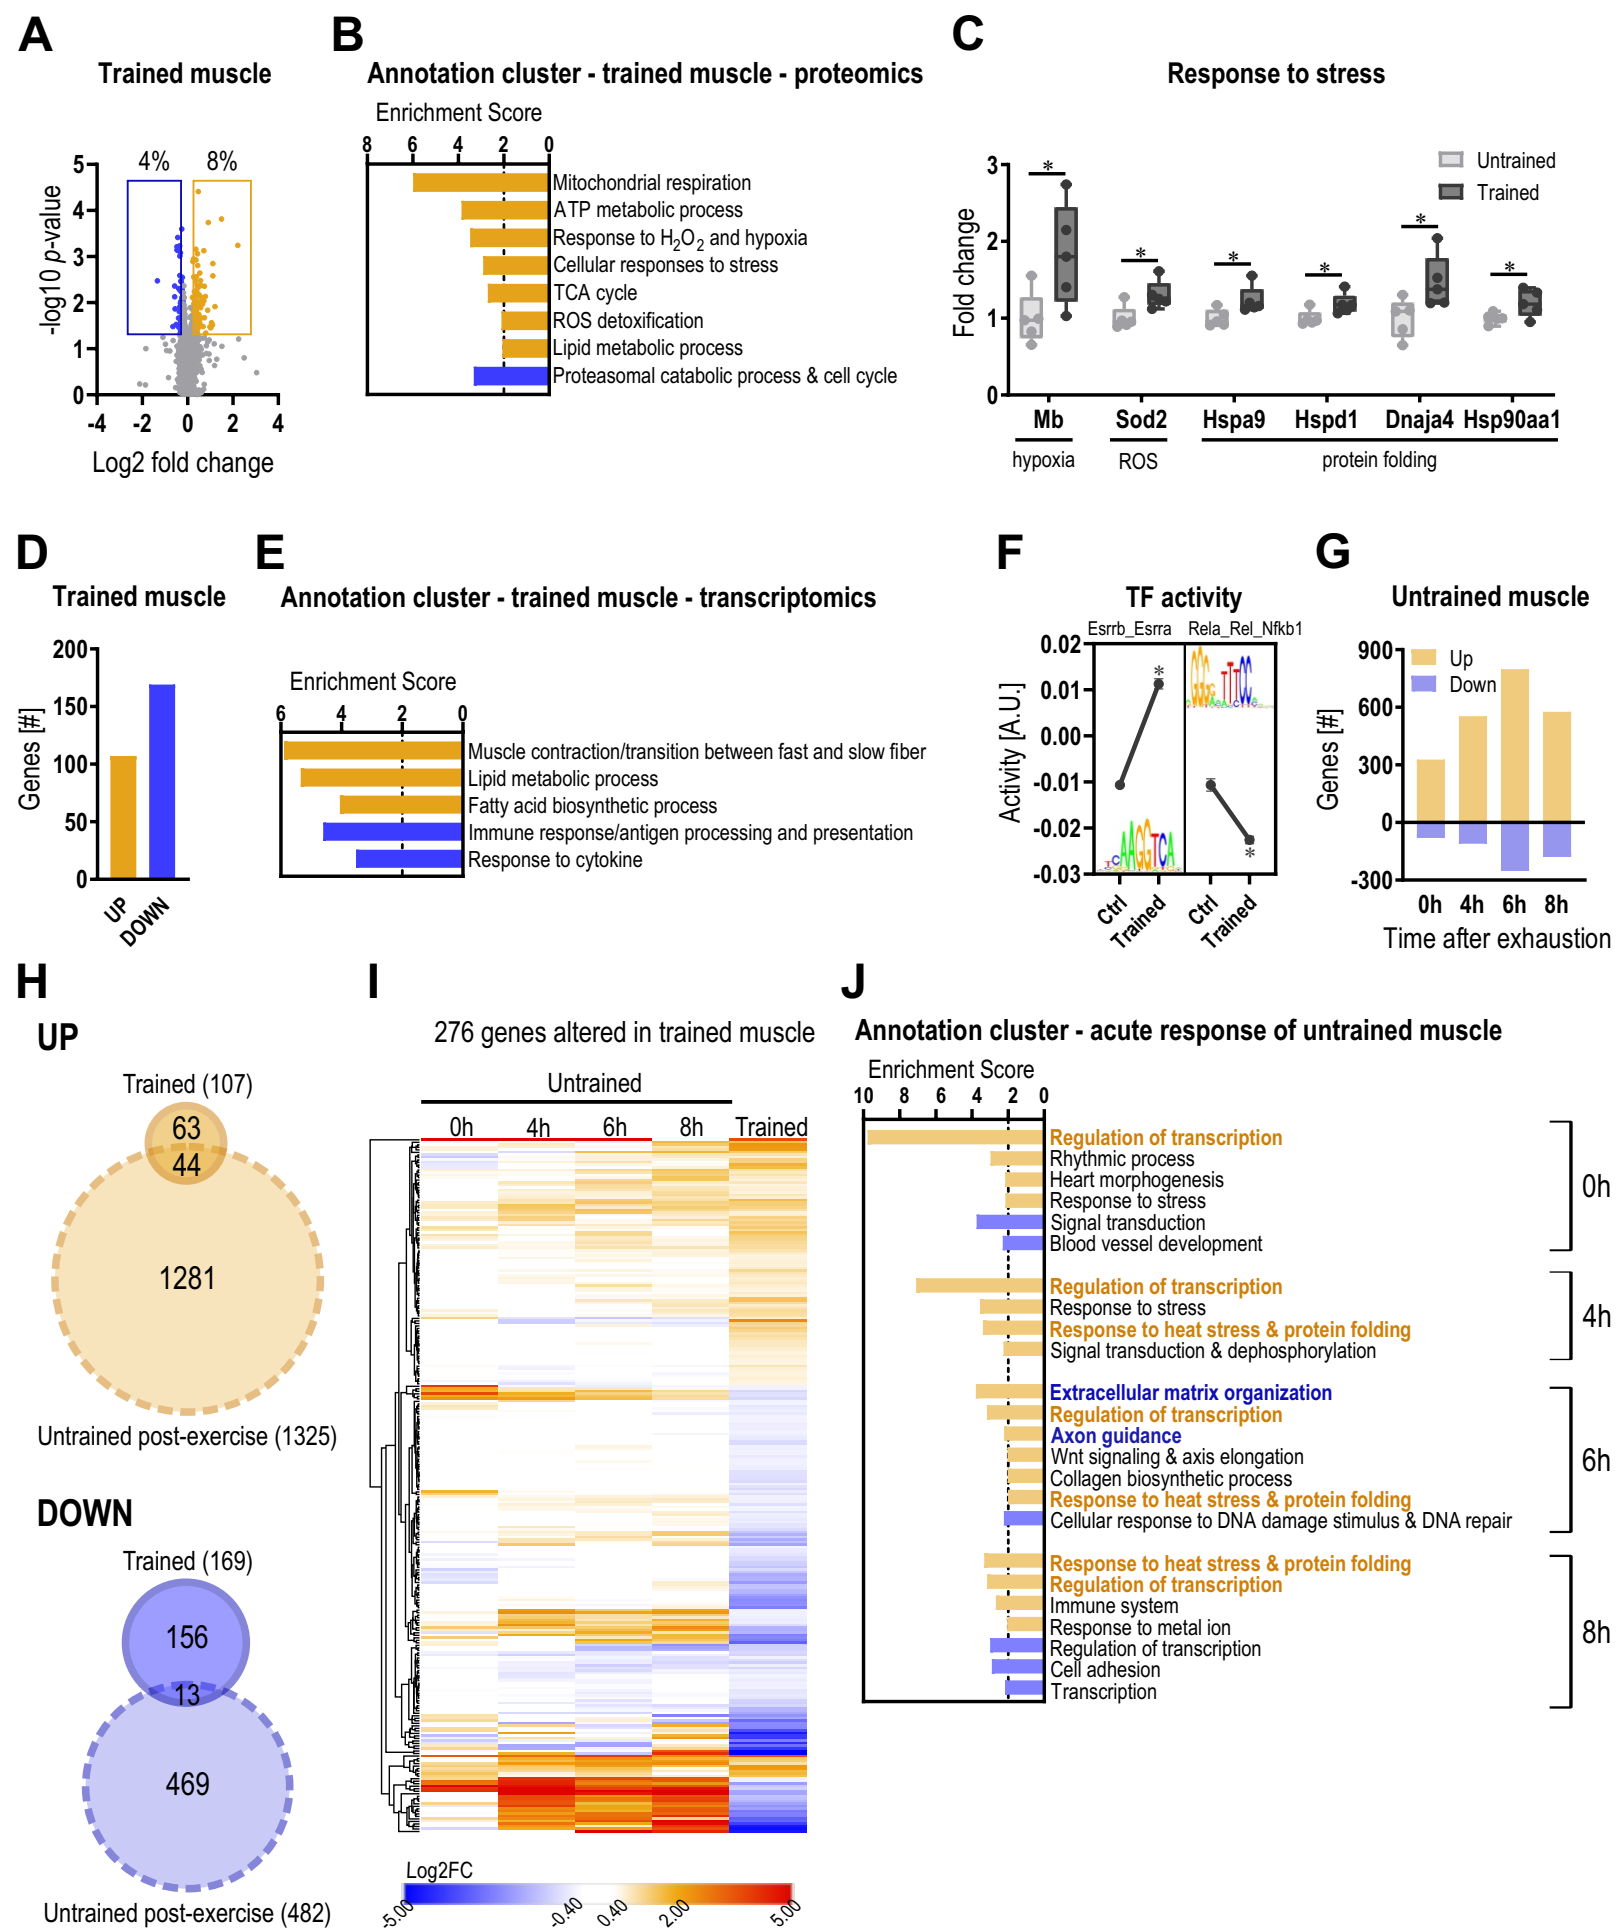 A
Trained muscle
4%
8%
5
4
3
2
1
0
-log10 p-value
-4 -2 0 2 4
Log2 fold change
B
Annotation cluster - trained muscle - proteomics
Enrichment Score
8 6 4 2 0
Mitochondrial respiration
ATP metabolic process
Response to H2O2 and hypoxia
Cellular responses to stress
TCA cycle
ROS detoxification
Lipid metabolic process
Proteasomal catabolic process & cell cycle
C
Response to stress
Untrained
Trained
3
2
1
0
Fold change
* * * * * *
Mb Sod2 Hspa9 Hspd1 Dnaja4 Hsp90aa1
hypoxia ROS protein folding
D
Trained muscle
200
150
100
50
0
Genes [#]
UP
DOWN
E
Annotation cluster - trained muscle - transcriptomics
Enrichment Score
6 4 2 0
Muscle contraction/transition between fast and slow fiber
Lipid metabolic process
Fatty acid biosynthetic process
Immune response/antigen processing and presentation
Response to cytokine
F
TF activity
Esrrb_Esrra Rela_Rel_Nfkb1
0.02
0.01
0.00
-0.01
-0.02
-0.03
Activity [A.U.]
*
*
Ctrl
Trained
Ctrl
Trained
G
Untrained muscle
Up
Down
900
600
300
0
-300
Genes [#]
0h 4h 6h 8h
Time after exhaustion
H
UP
Trained (107)
63
44
1281
Untrained post-exercise (1325)
DOWN
Trained (169)
156
13
469
Untrained post-exercise (482)
I
276 genes altered in trained muscle
Untrained
0h 4h 6h 8h Trained
Log2FC
-5.00 -0.40 0.40 2.00 5.00
J
Annotation cluster - acute response of untrained muscle
Enrichment Score
10 8 6 4 2 0
Regulation of transcription
Rhythmic process
Heart morphogenesis
Response to stress
Signal transduction
Blood vessel development
0h
Regulation of transcription
Response to stress
Response to heat stress & protein folding
Signal transduction & dephosphorylation
4h
Extracellular matrix organization
Regulation of transcription
Axon guidance
Wnt signaling & axis elongation
Collagen biosynthetic process
Response to heat stress & protein folding
Cellular response to DNA damage stimulus & DNA repair
6h
Response to heat stress & protein folding
Regulation of transcription
Immune system
Response to metal ion
Regulation of transcription
Cell adhesion
Transcription
8h